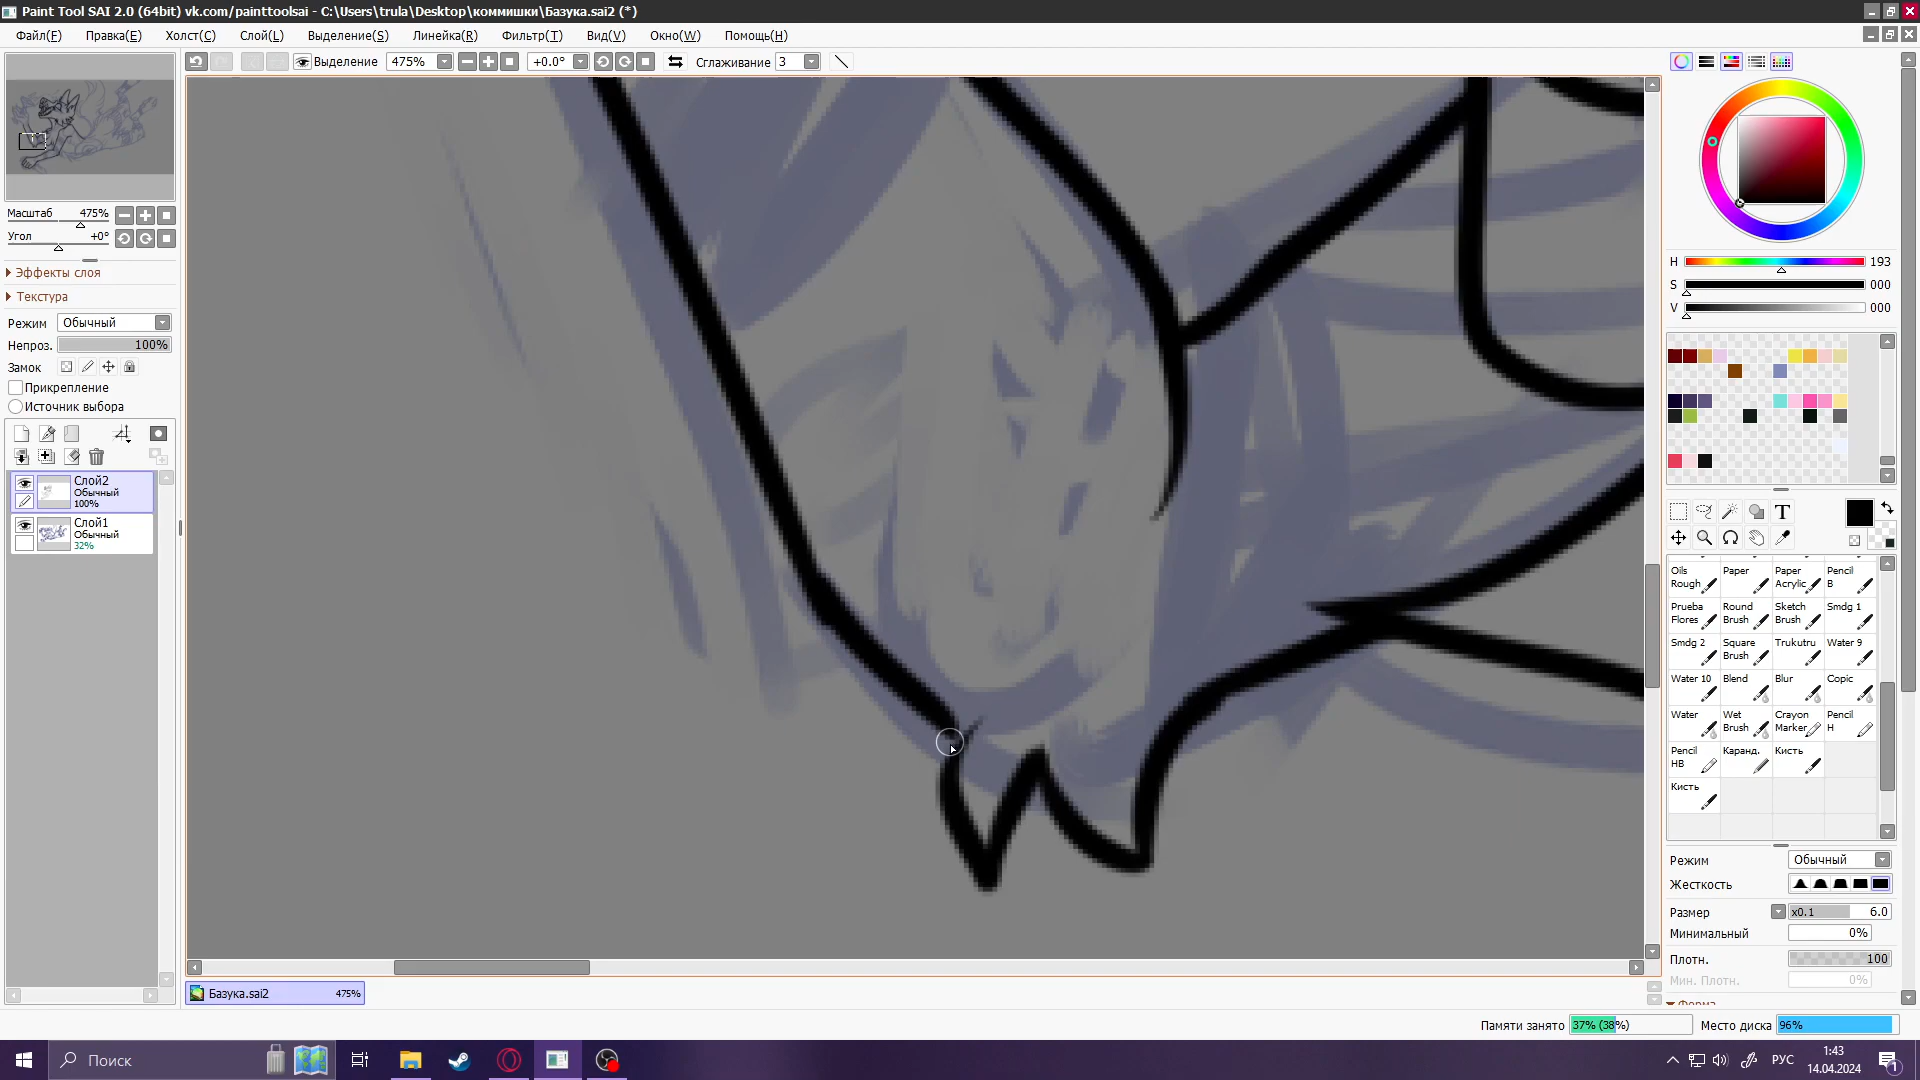 Paint Tool SAI 2.0 (64bit) vk.com/painttoolsai - C:\Users\trula\Desktop\коммишки\Базука.sai2 (*)
Файл(F) Правка(E) Холст(C) Слой(L) Выделение(S) Линейка(R) Фильтр(T) Вид(V) Окно(W) Помощь(H)
Выделение 475% +0.0° Сглаживание 3
Масштаб 475%
Угол +0°
Эффекты слоя
Текстура
Режим Обычный
Непроз. 100%
Замок
Прикрепление
Источник выбора
Слой2
Обычный
100%
Слой1
Обычный
32%
H 193
S 000
V 000
T
Oils Rough Paper Paper Acrylic Pencil B
Prueba Flores Round Brush Sketch Brush Smdg 1
Smdg 2 Square Brush Trukutru Water 9
Water 10 Blend Blur Copic
Water Wet Brush Crayon Marker Pencil H
Pencil HB Каранд. Кисть
Кисть
Режим Обычный
Жесткость
Размер x0.1 6.0
Минимальный 0%
Плотн. 100
Мин. Плотн. 0%
Форма
Базука.sai2 475%
Памяти занято 37% (38%) Место диска 96%
Поиск
РУС
1:43
14.04.2024
1